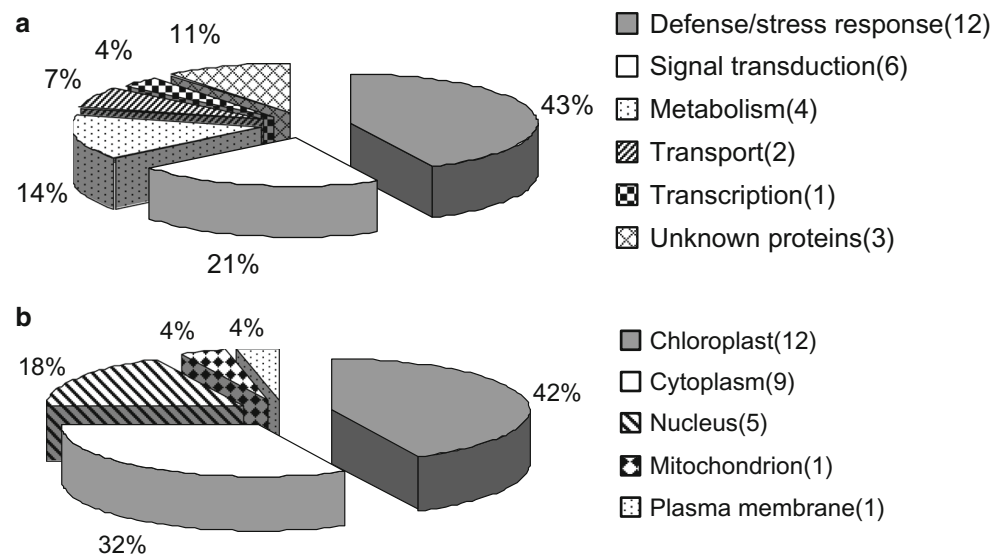 a
11%
4%
7%
14%
21%
43%
Defense/stress response(12)
Signal transduction(6)
Metabolism(4)
Transport(2)
Transcription(1)
Unknown proteins(3)
b
4%
4%
18%
32%
42%
Chloroplast(12)
Cytoplasm(9)
Nucleus(5)
Mitochondrion(1)
Plasma membrane(1)